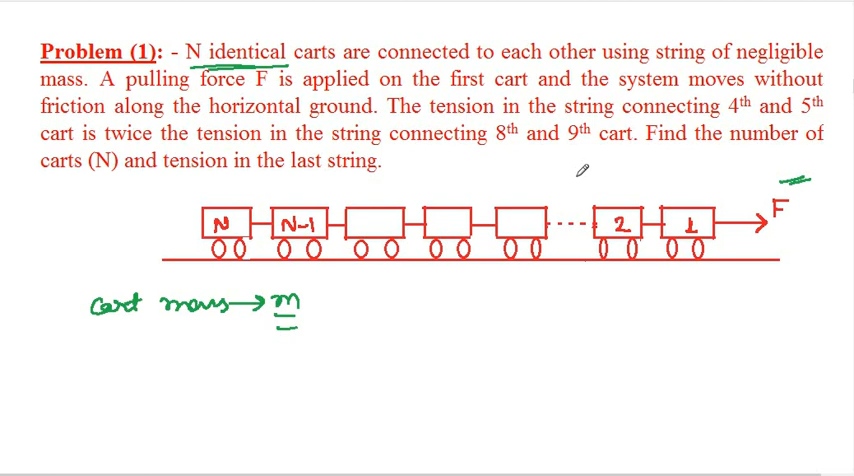 Problem (1): - N identical carts are connected to each other using string of negligible
mass. A pulling force F is applied on the first cart and the system moves without
friction along the horizontal ground. The tension in the string connecting 4th and 5th
cart is twice the tension in the string connecting 8th and 9th cart. Find the number of
carts (N) and tension in the last string.
F
N N-1 2 1
cart mass → m